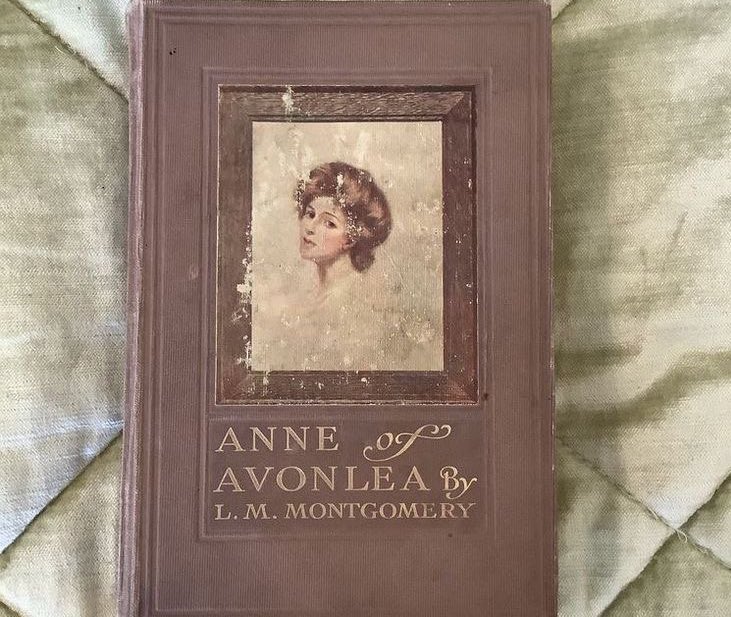 ANNE of
AVONLEA By
L. M. MONTGOMERY